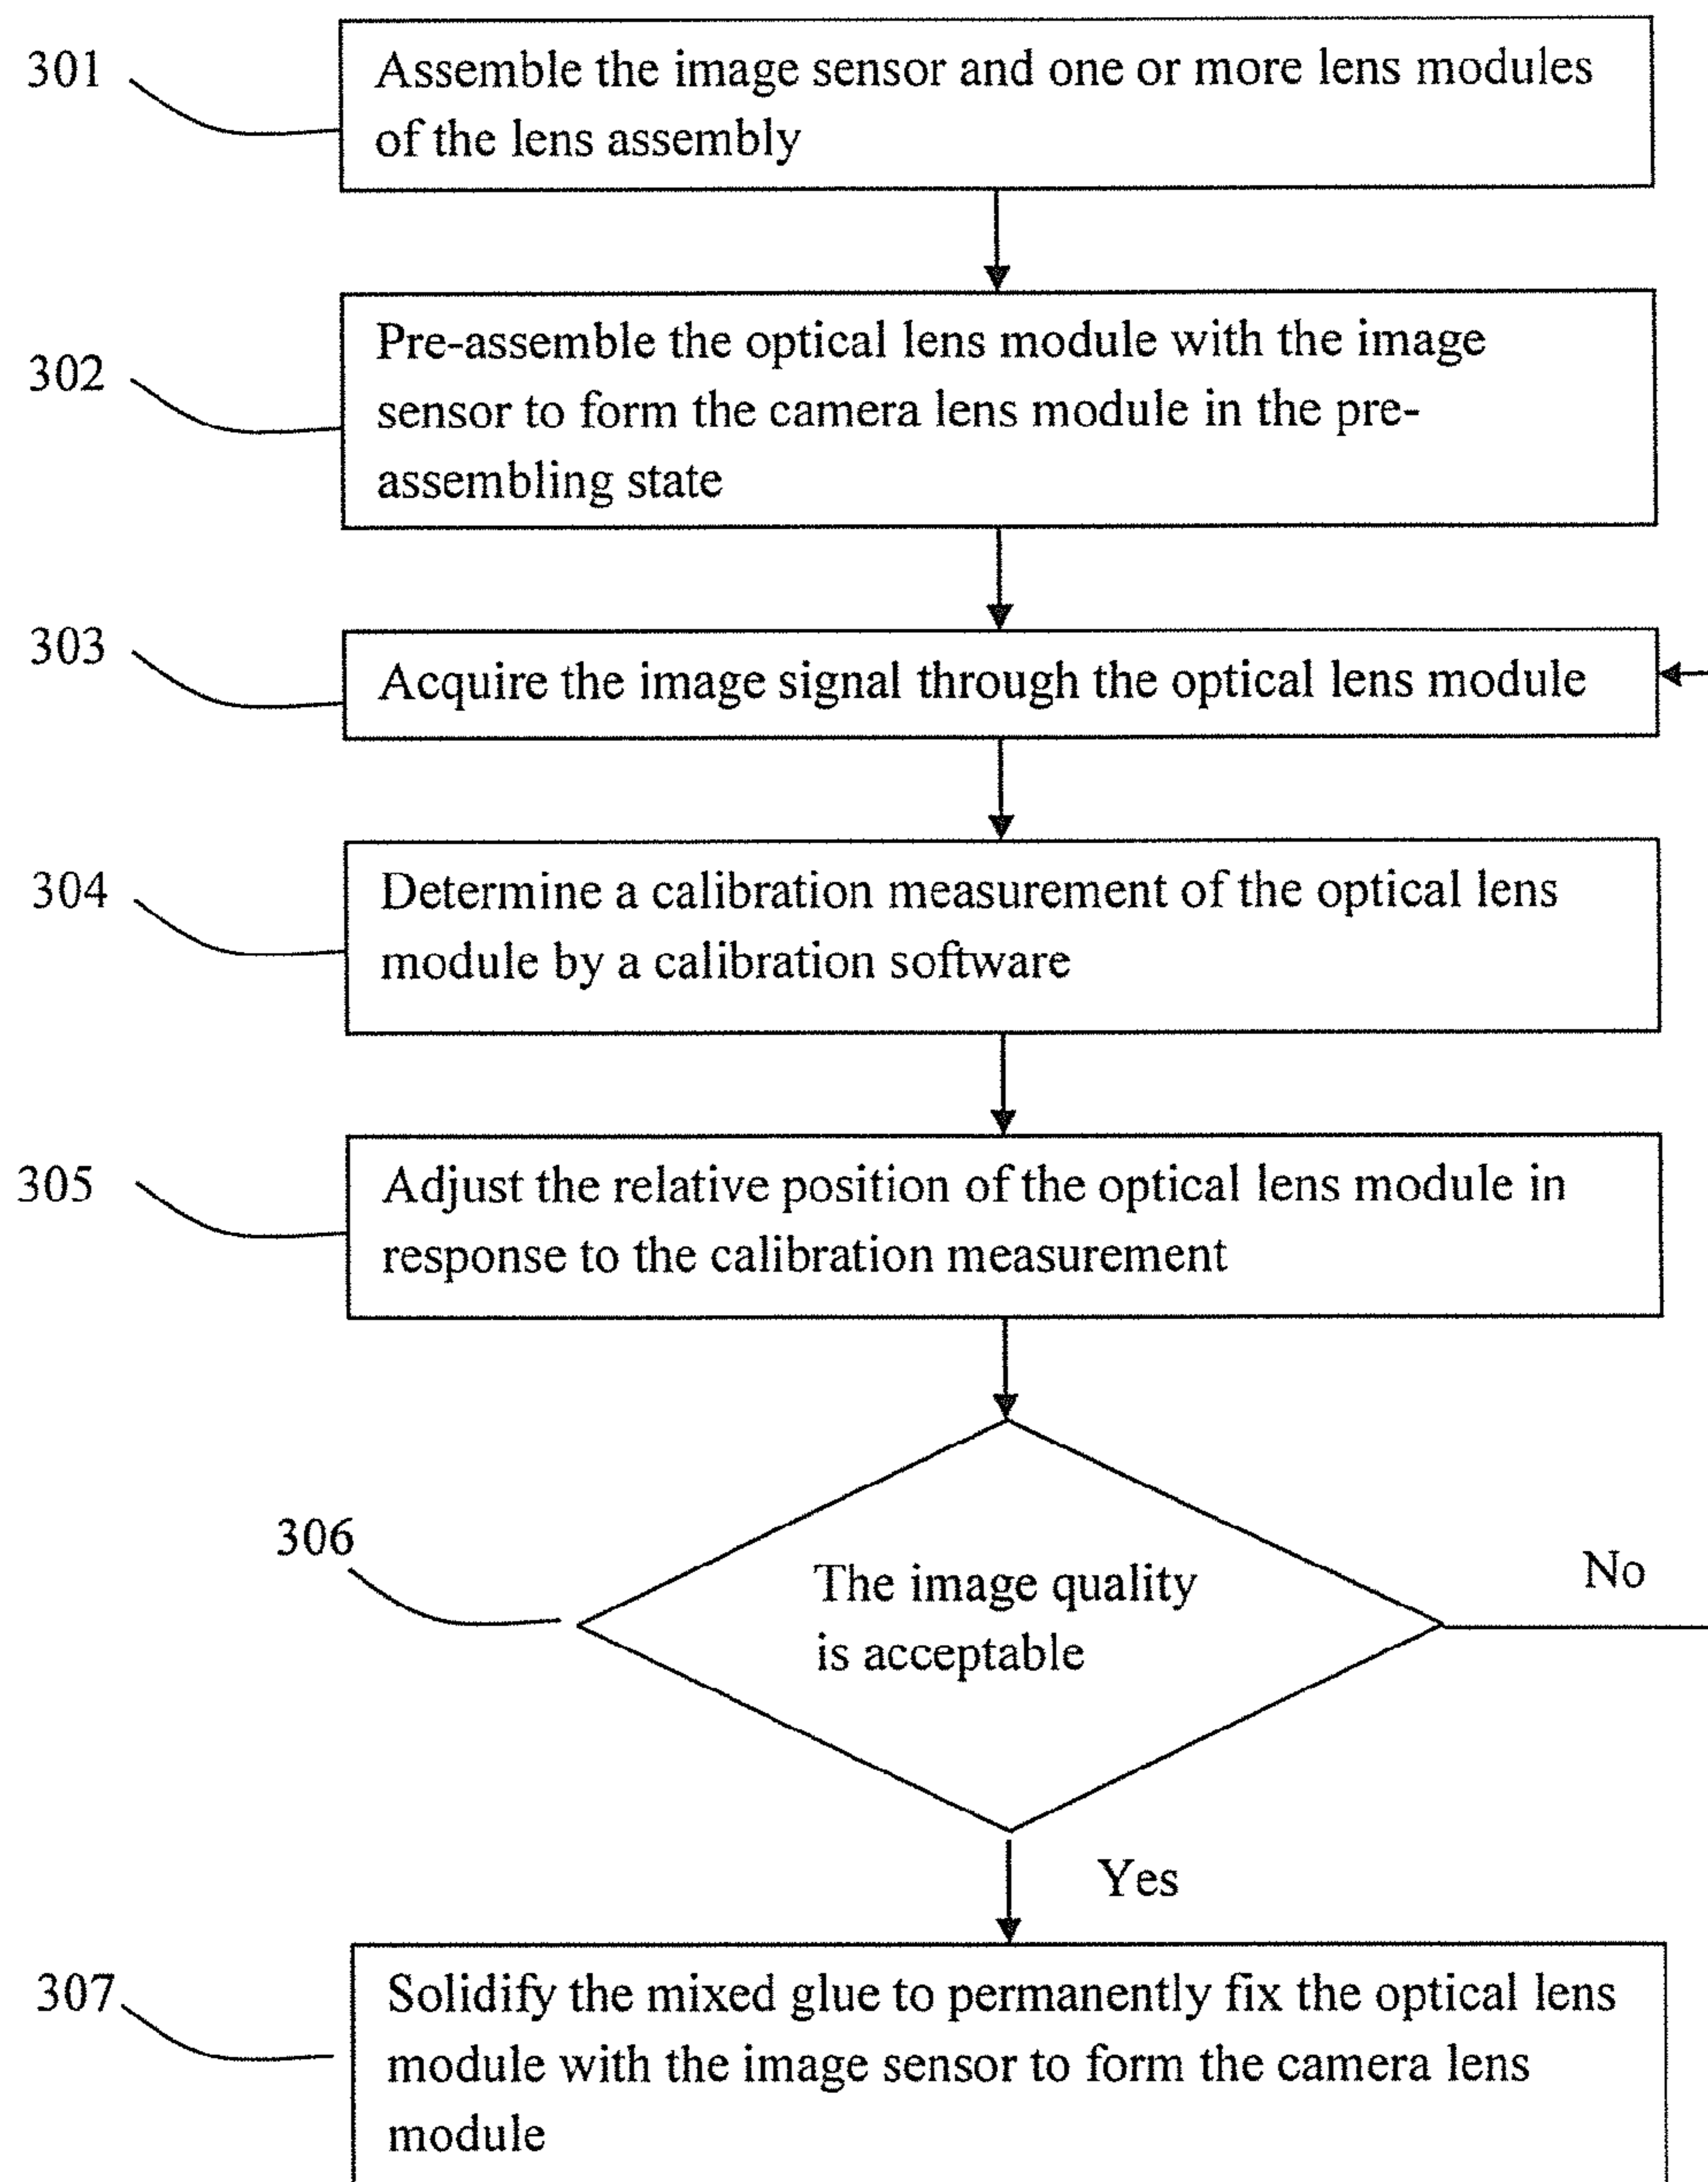 301
Assemble the image sensor and one or more lens modules
of the lens assembly
302
Pre-assemble the optical lens module with the image
sensor to form the camera lens module in the pre-
assembling state
303
Acquire the image signal through the optical lens module
304
Determine a calibration measurement of the optical lens
module by a calibration software
305
Adjust the relative position of the optical lens module in
response to the calibration measurement
306
The image quality
is acceptable
No
Yes
307
Solidify the mixed glue to permanently fix the optical lens
module with the image sensor to form the camera lens
module